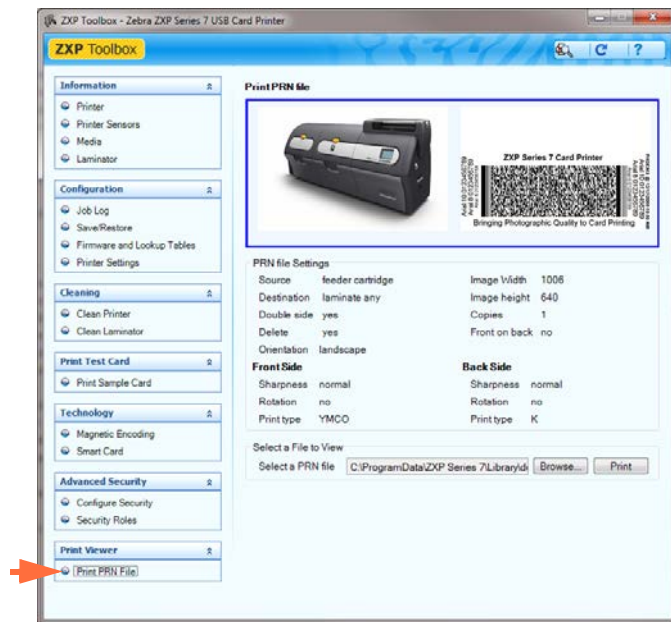 ZXP Toolbox - Zebra ZXP Series 7 USB Card Printer
ZXP Toolbox
?
Information
Printer
Printer Sensors
Media
Laminator
Configuration
Job Log
Save/Restore
Firmware and Lookup Tables
Printer Settings
Cleaning
Clean Printer
Clean Laminator
Print Test Card
Print Sample Card
Technology
Magnetic Encoding
Smart Card
Advanced Security
Configure Security
Security Roles
Print Viewer
Print PRN File
Print PRN file
ZXP Series 7 Card Printer
Bringing Photographic Quality to Card Printing
PRN file Settings
Source feeder cartridge Image Width 1006
Destination laminate any Image height 640
Double side yes Copies 1
Delete yes Front on back no
Orientation landscape
Front Side Back Side
Sharpness normal Sharpness normal
Rotation no Rotation no
Print type YMCO Print type K
Select a File to View
Select a PRN file C:\ProgramData\ZXP Series 7\Library\d Browse... Print